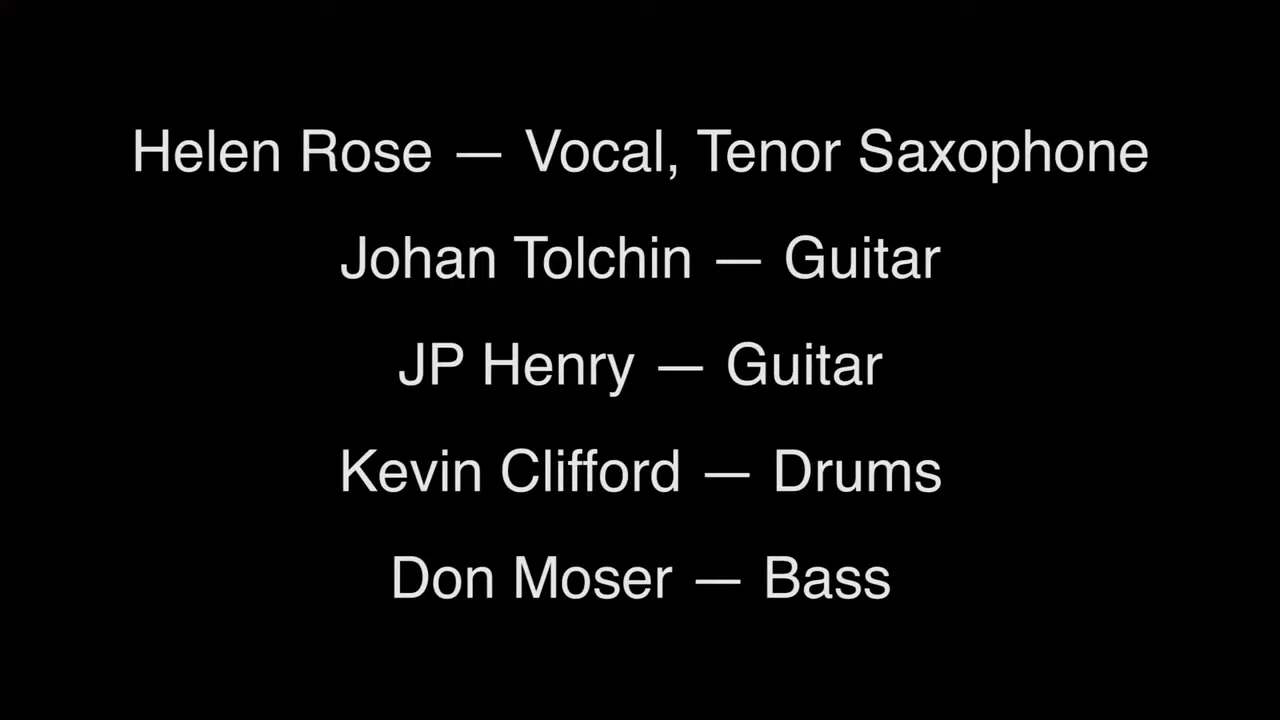 Helen Rose — Vocal, Tenor Saxophone
Johan Tolchin — Guitar
JP Henry — Guitar
Kevin Clifford — Drums
Don Moser — Bass